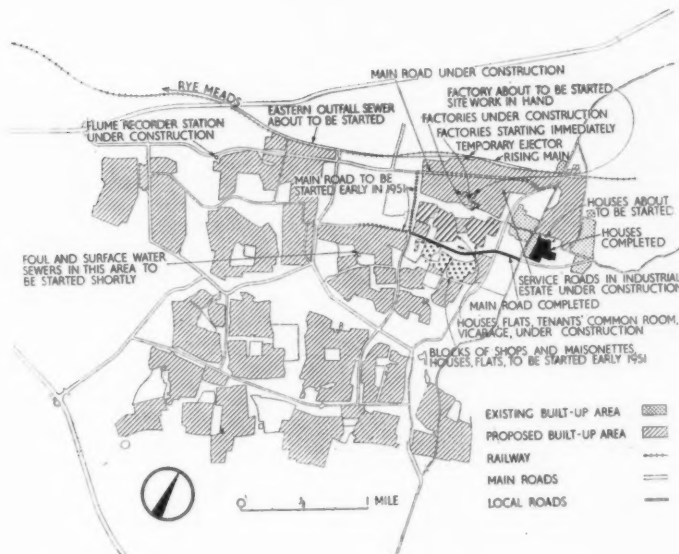 RYE MEADS
MAIN ROAD UNDER CONSTRUCTION
FACTORY ABOUT TO BE STARTED
SITE WORK IN HAND
EASTERN OUTFALL SEWER
ABOUT TO BE STARTED
FACTORIES UNDER CONSTRUCTION
FLUME RECORDER STATION
UNDER CONSTRUCTION
FACTORIES STARTING IMMEDIATELY
TEMPORARY EJECTOR
RISING MAIN
MAIN ROAD TO BE
STARTED EARLY IN 1951
HOUSES ABOUT
TO BE STARTED
HOUSES
COMPLETED
FOUL AND SURFACE WATER
SEWERS IN THIS AREA TO
BE STARTED SHORTLY
SERVICE ROADS IN INDUSTRIAL
ESTATE UNDER CONSTRUCTION
MAIN ROAD COMPLETED
HOUSES, FLATS, TENANTS' COMMON ROOM,
VICARAGE, UNDER CONSTRUCTION
BLOCKS OF SHOPS AND MAISONETTES,
HOUSES, FLATS, TO BE STARTED EARLY 1951
EXISTING BUILT-UP AREA
PROPOSED BUILT-UP AREA
RAILWAY
MAIN ROADS
LOCAL ROADS
0 1 MILE